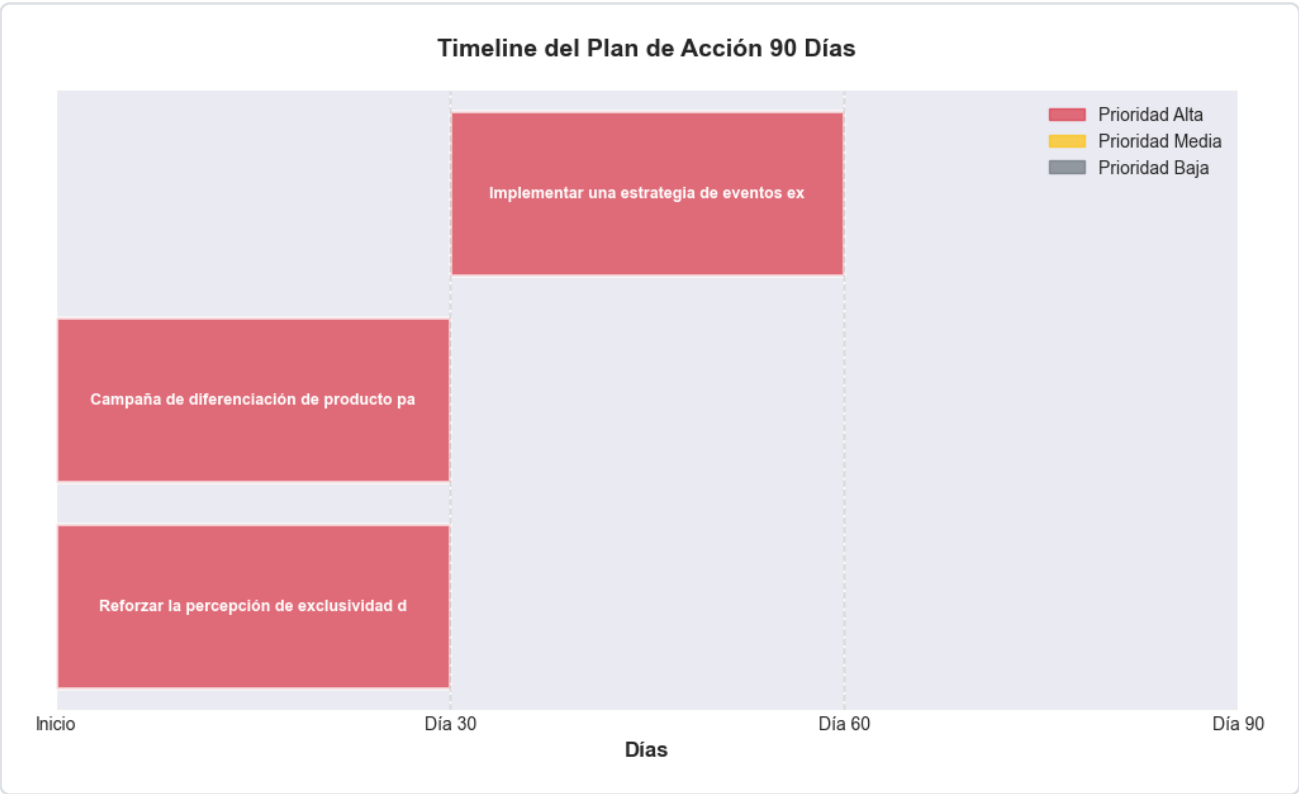 Timeline del Plan de Acción 90 Días
Prioridad Alta
Prioridad Media
Prioridad Baja
Implementar una estrategia de eventos ex
Campaña de diferenciación de producto pa
Reforzar la percepción de exclusividad d
Inicio
Día 30
Día 60
Día 90
Días